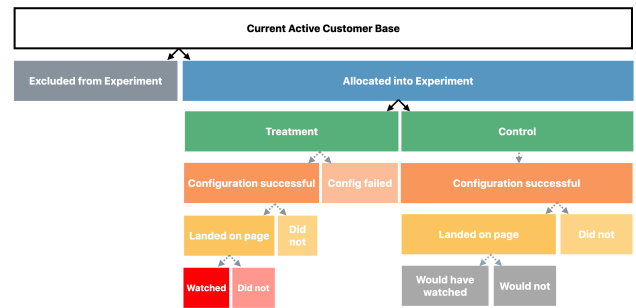 Current Active Customer Base
Excluded from Experiment
Allocated into Experiment
Treatment
Control
Configuration successful
Config failed
Configuration successful
Landed on page
Did
not
Landed on page
Did not
Watched
Did not
Would have
watched
Would not